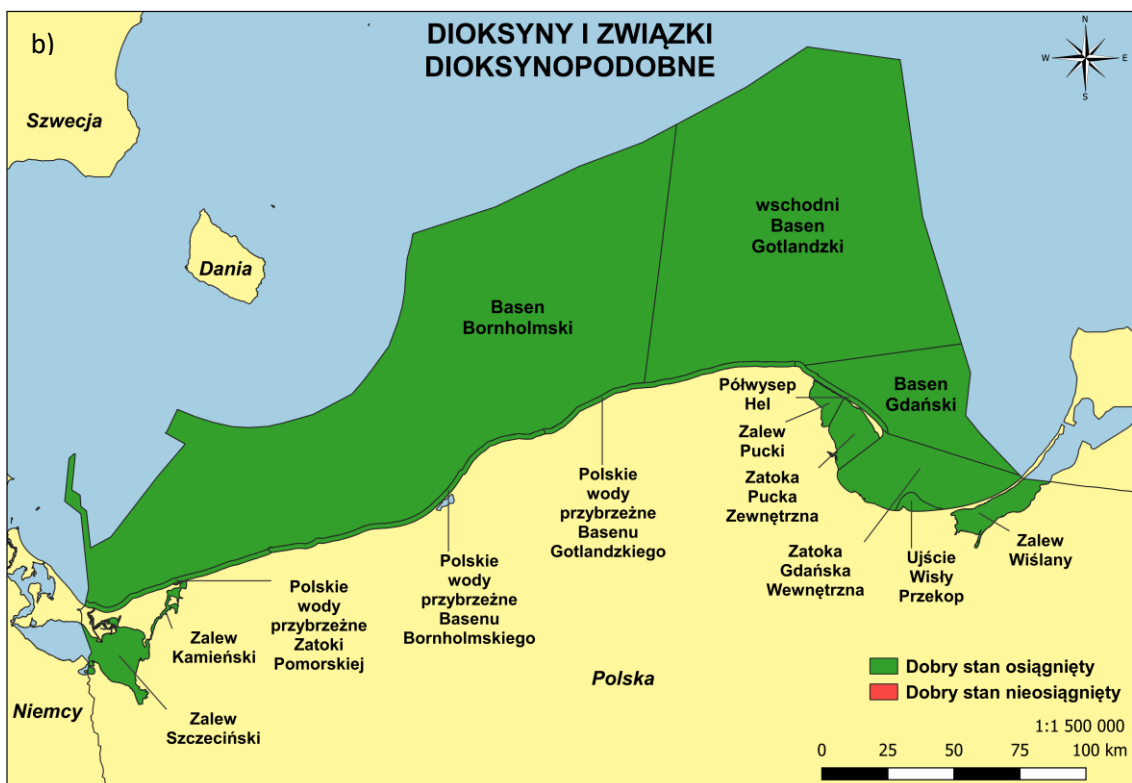 b)
DIOKSYNY I ZWIĄZKI
DIOKSYNOPODOBNE
N
W
E
S
Szwecja
Dania
wschodni
Basen
Gotlandzki
Basen
Bornholmski
Basen
Gdański
Półwysep
Hel
Zalew
Pucki
Zatoka
Pucka
Zewnętrzna
Zatoka
Gdańska
Wewnętrzna
Ujście
Wisły
Przekop
Zalew
Wiślany
Polskie
wody
przybrzeżne
Basenu
Gotlandzkiego
Polskie
wody
przybrzeżne
Basenu
Bornholmskiego
Polskie
wody
przybrzeżne
Zatoki
Pomorskiej
Zalew
Kamieński
Zalew
Szczeciński
Niemcy
Polska
Dobry stan osiągnięty
Dobry stan nieosiągnięty
1:1 500 000
0 25 50 75 100 km